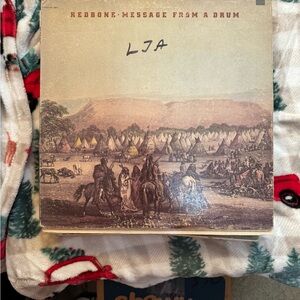 REDBONE · MESSAGE FROM A DRUM
LJA